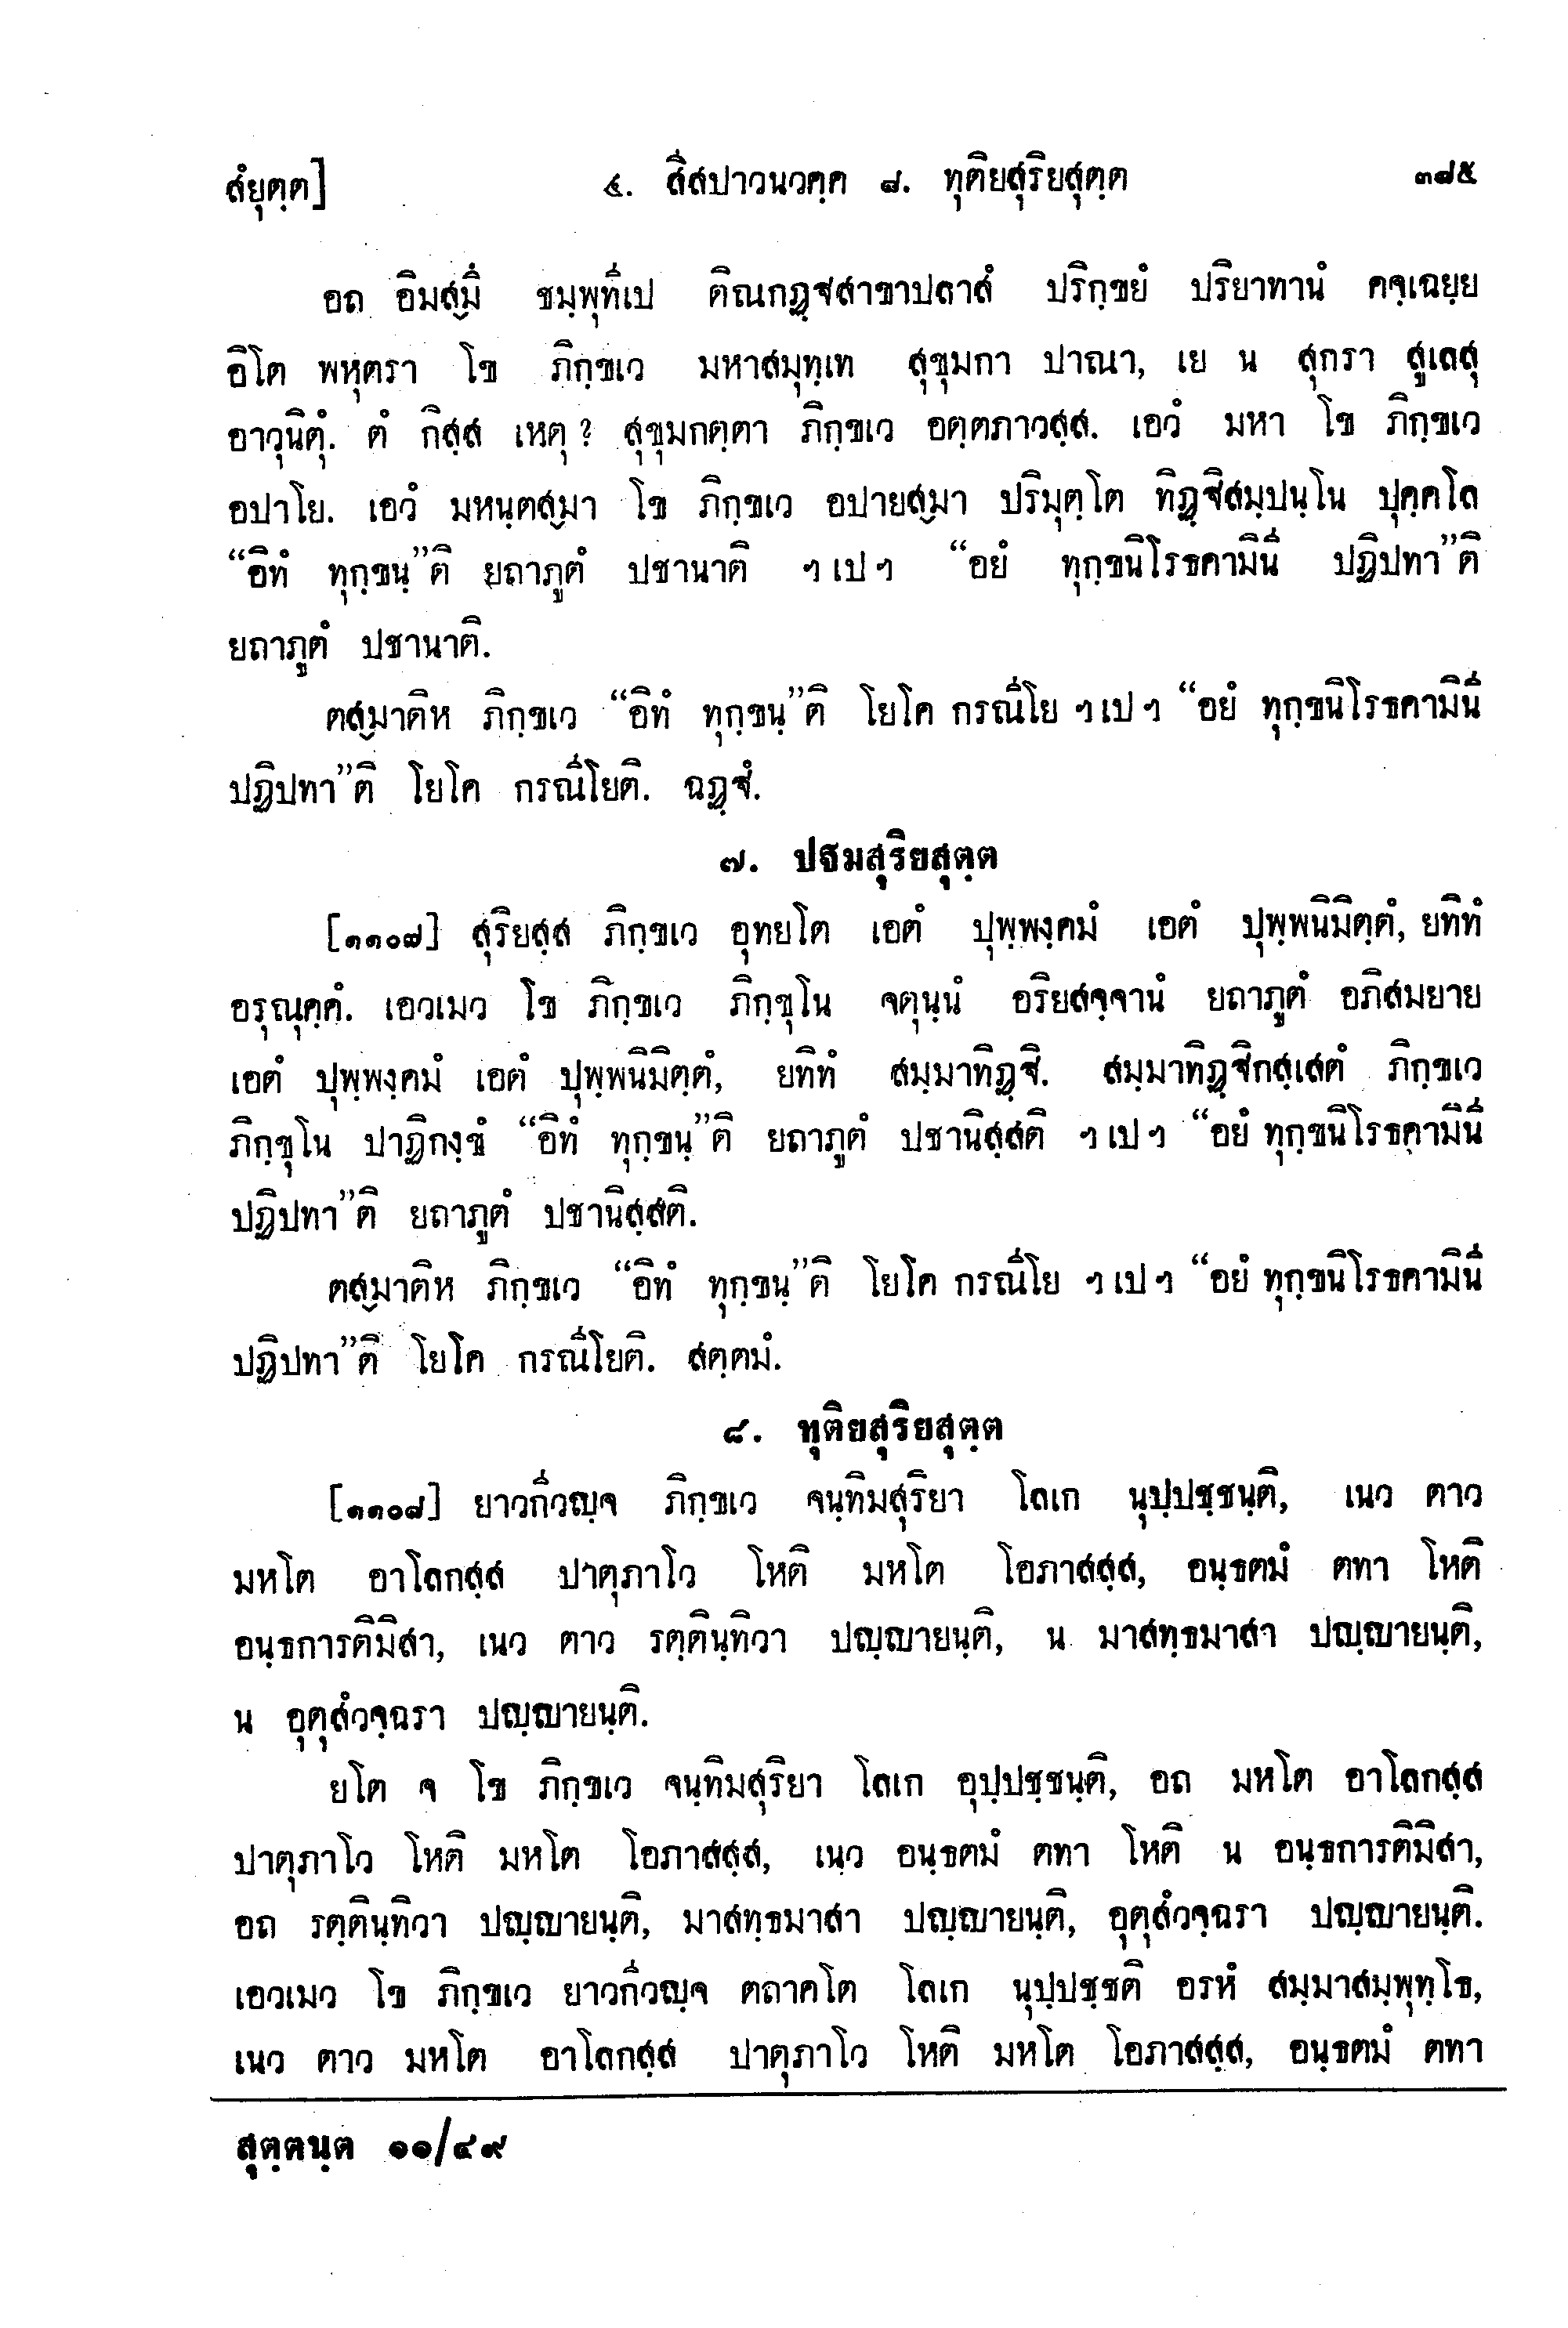 สํยุตฺต]	๔. สีสปาวนวคฺค ๘. ทุติยสุริยสุตฺต	๓๘๕
อถ อิมสฺมิํ ชมฺพุทีเป ติณกฏฺฐสาขาปลาสํ ปริกฺขยํ ปริยาทานํ คจฺเฉยฺย
อิโต พหุตรา โข ภิกฺขเว มหาสมุทฺเท สุขุมกา ปาณา, เย น สุกรา สูเลสุ
อาวุนิตุํ. ตํ กิสฺส เหตุ ? สุขุมกตฺตา ภิกฺขเว อตฺตภาวสฺส. เอวํ มหา โข ภิกฺขเว
อปาโย. เอวํ มหนฺตสฺมา โข ภิกฺขเว อปายสฺมา ปริมุตฺโต ทิฏฺฐิสมฺปนฺโน ปุคฺคโล
“อิทํ ทุกฺขนฺ”ติ ยถาภูตํ ปชานาติ ฯ เป ฯ “อยํ ทุกฺขนิโรธคามินี ปฏิปทา”ติ
ยถาภูตํ ปชานาติ.
ตสฺมาติห ภิกฺขเว “อิทํ ทุกฺขนฺ”ติ โยโค กรณีโย ฯ เป ฯ “อยํ ทุกฺขนิโรธคามินี
ปฏิปทา”ติ โยโค กรณีโยติ. ฉฏฺฐํ.
๗. ปฐมสุริยสุตฺต
[๑๑๐๗] สุริยสฺส ภิกฺขเว อุทยโต เอตํ ปุพฺพงฺคมํ เอตํ ปุพฺพนิมิตฺตํ, ยทิทํ
อรุณุคฺคํ. เอวเมว โข ภิกฺขเว ภิกฺขุโน จตุนฺนํ อริยสจฺจานํ ยถาภูตํ อภิสมยาย
เอตํ ปุพฺพงฺคมํ เอตํ ปุพฺพนิมิตฺตํ, ยทิทํ สมฺมาทิฏฺฐิ. สมฺมาทิฏฺฐิกสฺเสตํ ภิกฺขเว
ภิกฺขุโน ปาฏิกงฺขํ “อิทํ ทุกฺขนฺ”ติ ยถาภูตํ ปชานิสฺสติ ฯ เป ฯ “อยํ ทุกฺขนิโรธคามินี
ปฏิปทา”ติ ยถาภูตํ ปชานิสฺสติ.
ตสฺมาติห ภิกฺขเว “อิทํ ทุกฺขนฺ”ติ โยโค กรณีโย ฯ เป ฯ “อยํ ทุกฺขนิโรธคามินี
ปฏิปทา”ติ โยโค กรณีโยติ. สตฺตมํ.
๘. ทุติยสุริยสุตฺต
[๑๑๐๘] ยาวกีวญฺจ ภิกฺขเว จนฺทิมสุริยา โลเก นุปฺปชฺชนฺติ, เนว ตาว
มหโต อาโลกสฺส ปาตุภาโว โหติ มหโต โอภาสสฺส, อนฺธตมํ ตทา โหติ
อนฺธการติมิสา, เนว ตาว รตฺตินฺทิวา ปญฺญายนฺติ, น มาสทฺธมาสา ปญฺญายนฺติ,
น อุตุสํวจฺฉรา ปญฺญายนฺติ.
ยโต จ โข ภิกฺขเว จนฺทิมสุริยา โลเก อุปฺปชฺชนฺติ, อถ มหโต อาโลกสฺส
ปาตุภาโว โหติ มหโต โอภาสสฺส, เนว อนฺธตมํ ตทา โหติ น อนฺธการติมิสา,
อถ รตฺตินฺทิวา ปญฺญายนฺติ, มาสทฺธมาสา ปญฺญายนฺติ, อุตุสํวจฺฉรา ปญฺญายนฺติ.
เอวเมว โข ภิกฺขเว ยาวกีวญฺจ ตถาคโต โลเก นุปฺปชฺชติ อรหํ สมฺมาสมฺพุทฺโธ,
เนว ตาว มหโต อาโลกสฺส ปาตุภาโว โหติ มหโต โอภาสสฺส, อนฺธตมํ ตทา
สุตฺตนฺต ๑๑/๔๙